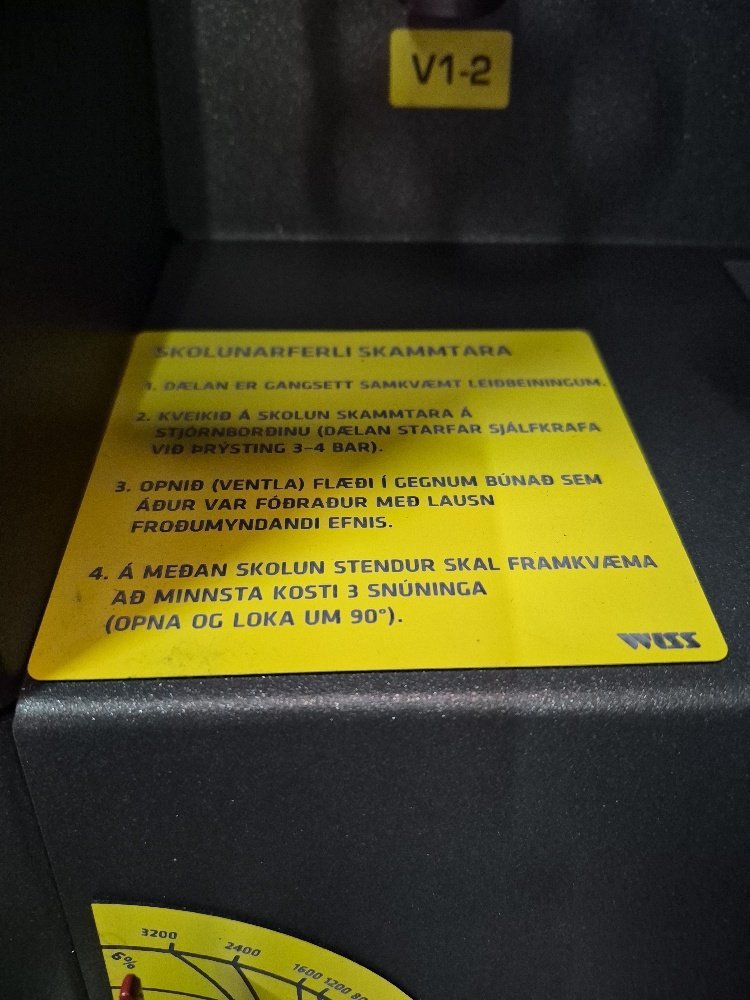 V1-2
SKOLUNARFERLI SKAMMTARA
1. DÆLAN ER GANGSETT SAMKVÆMT LEIÐBEININGUM.
2. KVEIKIÐ Á SKOLUN SKAMMTARA Á
STJÓRNBORÐINU (DÆLAN STARFAR SJÁLFKRAFA
VIÐ ÞRÝSTING 3-4 BAR).
3. OPNIÐ (VENTLA) FLÆÐI Í GEGNUM BÚNAÐ SEM
ÁÐUR VAR FÓÐRAÐUR MEÐ LAUSN
FROÐUMYNDANDI EFNIS.
4. Á MEÐAN SKOLUN STENDUR SKAL FRAMKVÆMA
AÐ MINNSTA KOSTI 3 SNÚNINGA
(OPNA OG LOKA UM 90°).
WISS
3200 2400 1600 1200
6%